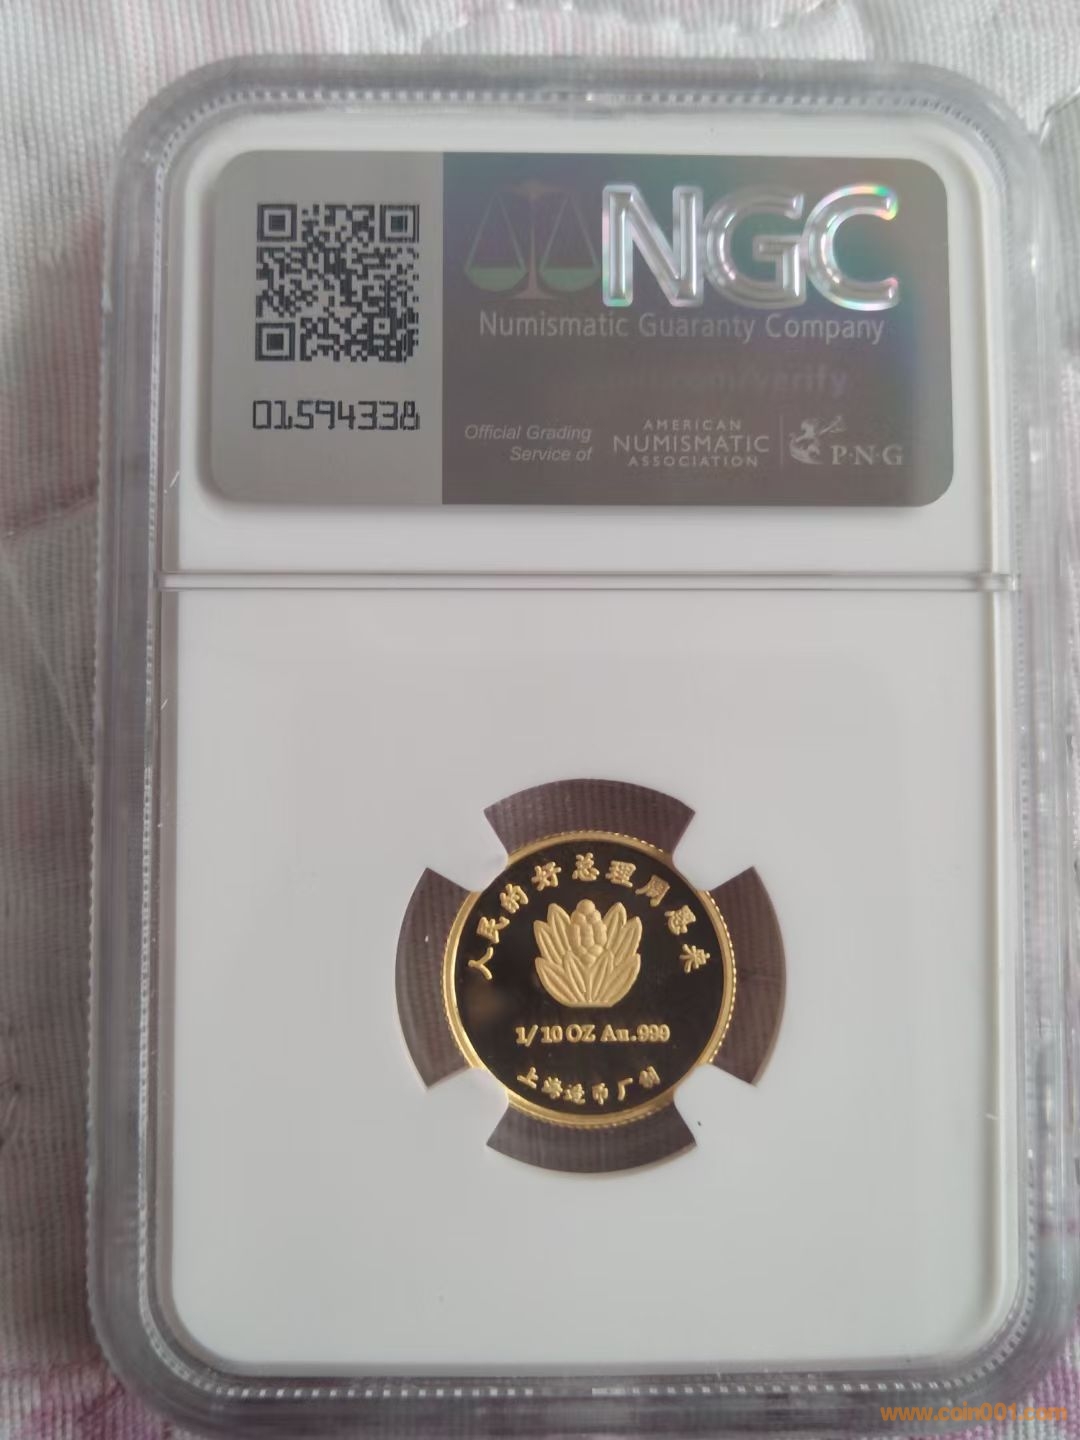 NGC
Numismatic Guaranty Company
01594338
Official Grading
Service of
AMERICAN
NUMISMATIC
ASSOCIATION
P·N·G
人民的好总理周恩来
1/10 OZ Au.999
上海造币厂制
www.coin001.com